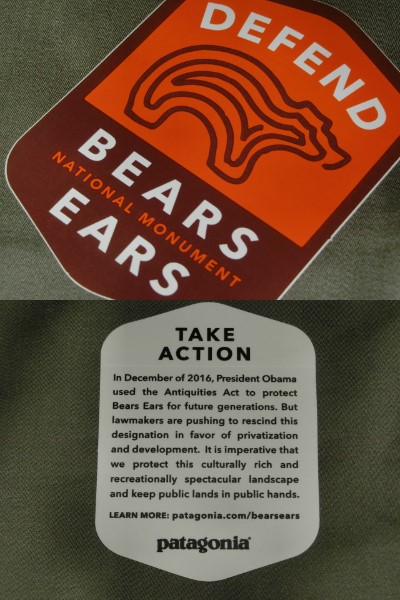 DEFEND
BEARS
NATIONAL MONUMENT
EARS
TAKE
ACTION
In December of 2016, President Obama
used the Antiquities Act to protect
Bears Ears for future generations. But
lawmakers are pushing to rescind this
designation in favor of privatization
and development. It is imperative that
we protect this culturally rich and
recreationally spectacular landscape
and keep public lands in public hands.
LEARN MORE: patagonia.com/bearsears
patagonia®